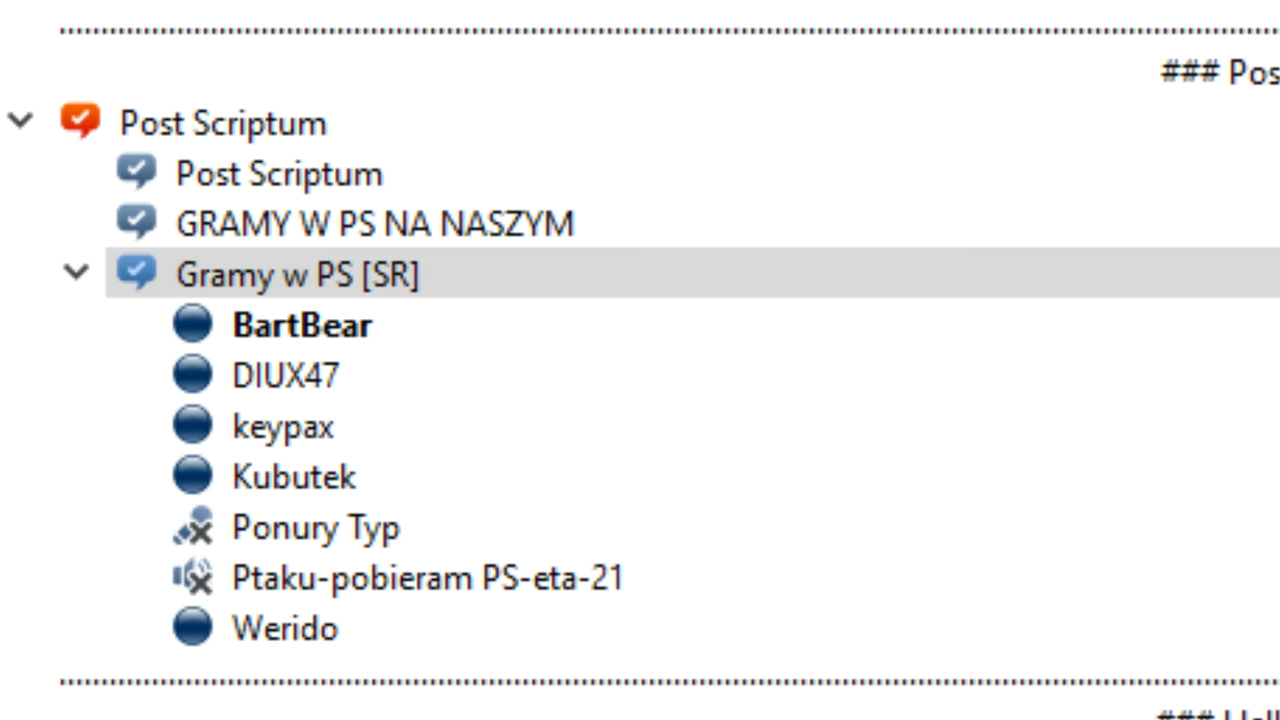 ### Pos
Post Scriptum
Post Scriptum
GRAMY W PS NA NASZYM
Gramy w PS [SR]
BartBear
DIUX47
keypax
Kubutek
Ponury Typ
Ptaku-pobieram PS-eta-21
Werido
###